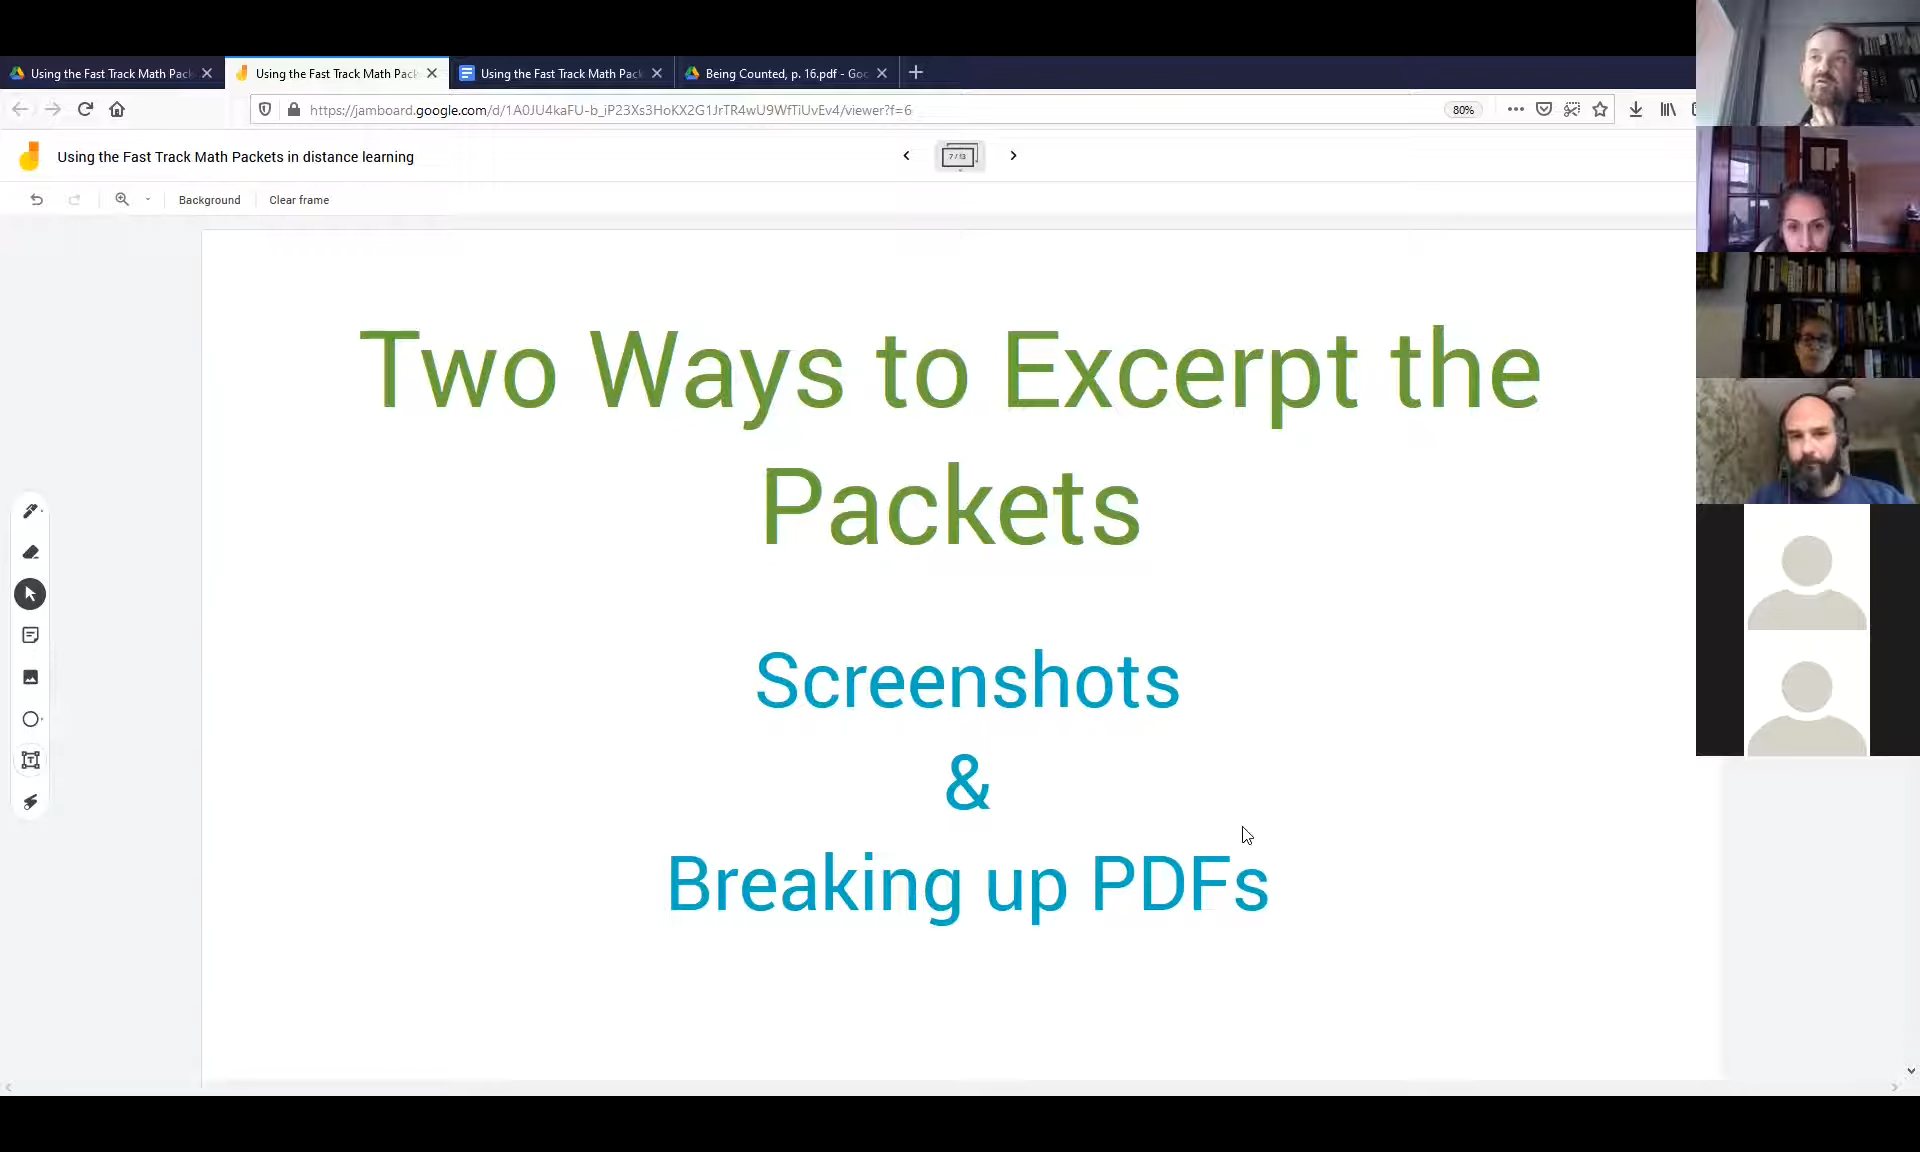 Using the Fast Track Math Pack
Using the Fast Track Math Pack
Using the Fast Track Math Pack
Being Counted, p. 16.pdf - Goo
https://jamboard.google.com/d/1A0JU4kaFU-b_iP23Xs3HoKX2G1JrTR4wU9WfTiUvEv4/viewer?f=6
80%
Using the Fast Track Math Packets in distance learning
7 / 13
Background
Clear frame
Two Ways to Excerpt the
Packets
Screenshots
&
Breaking up PDFs